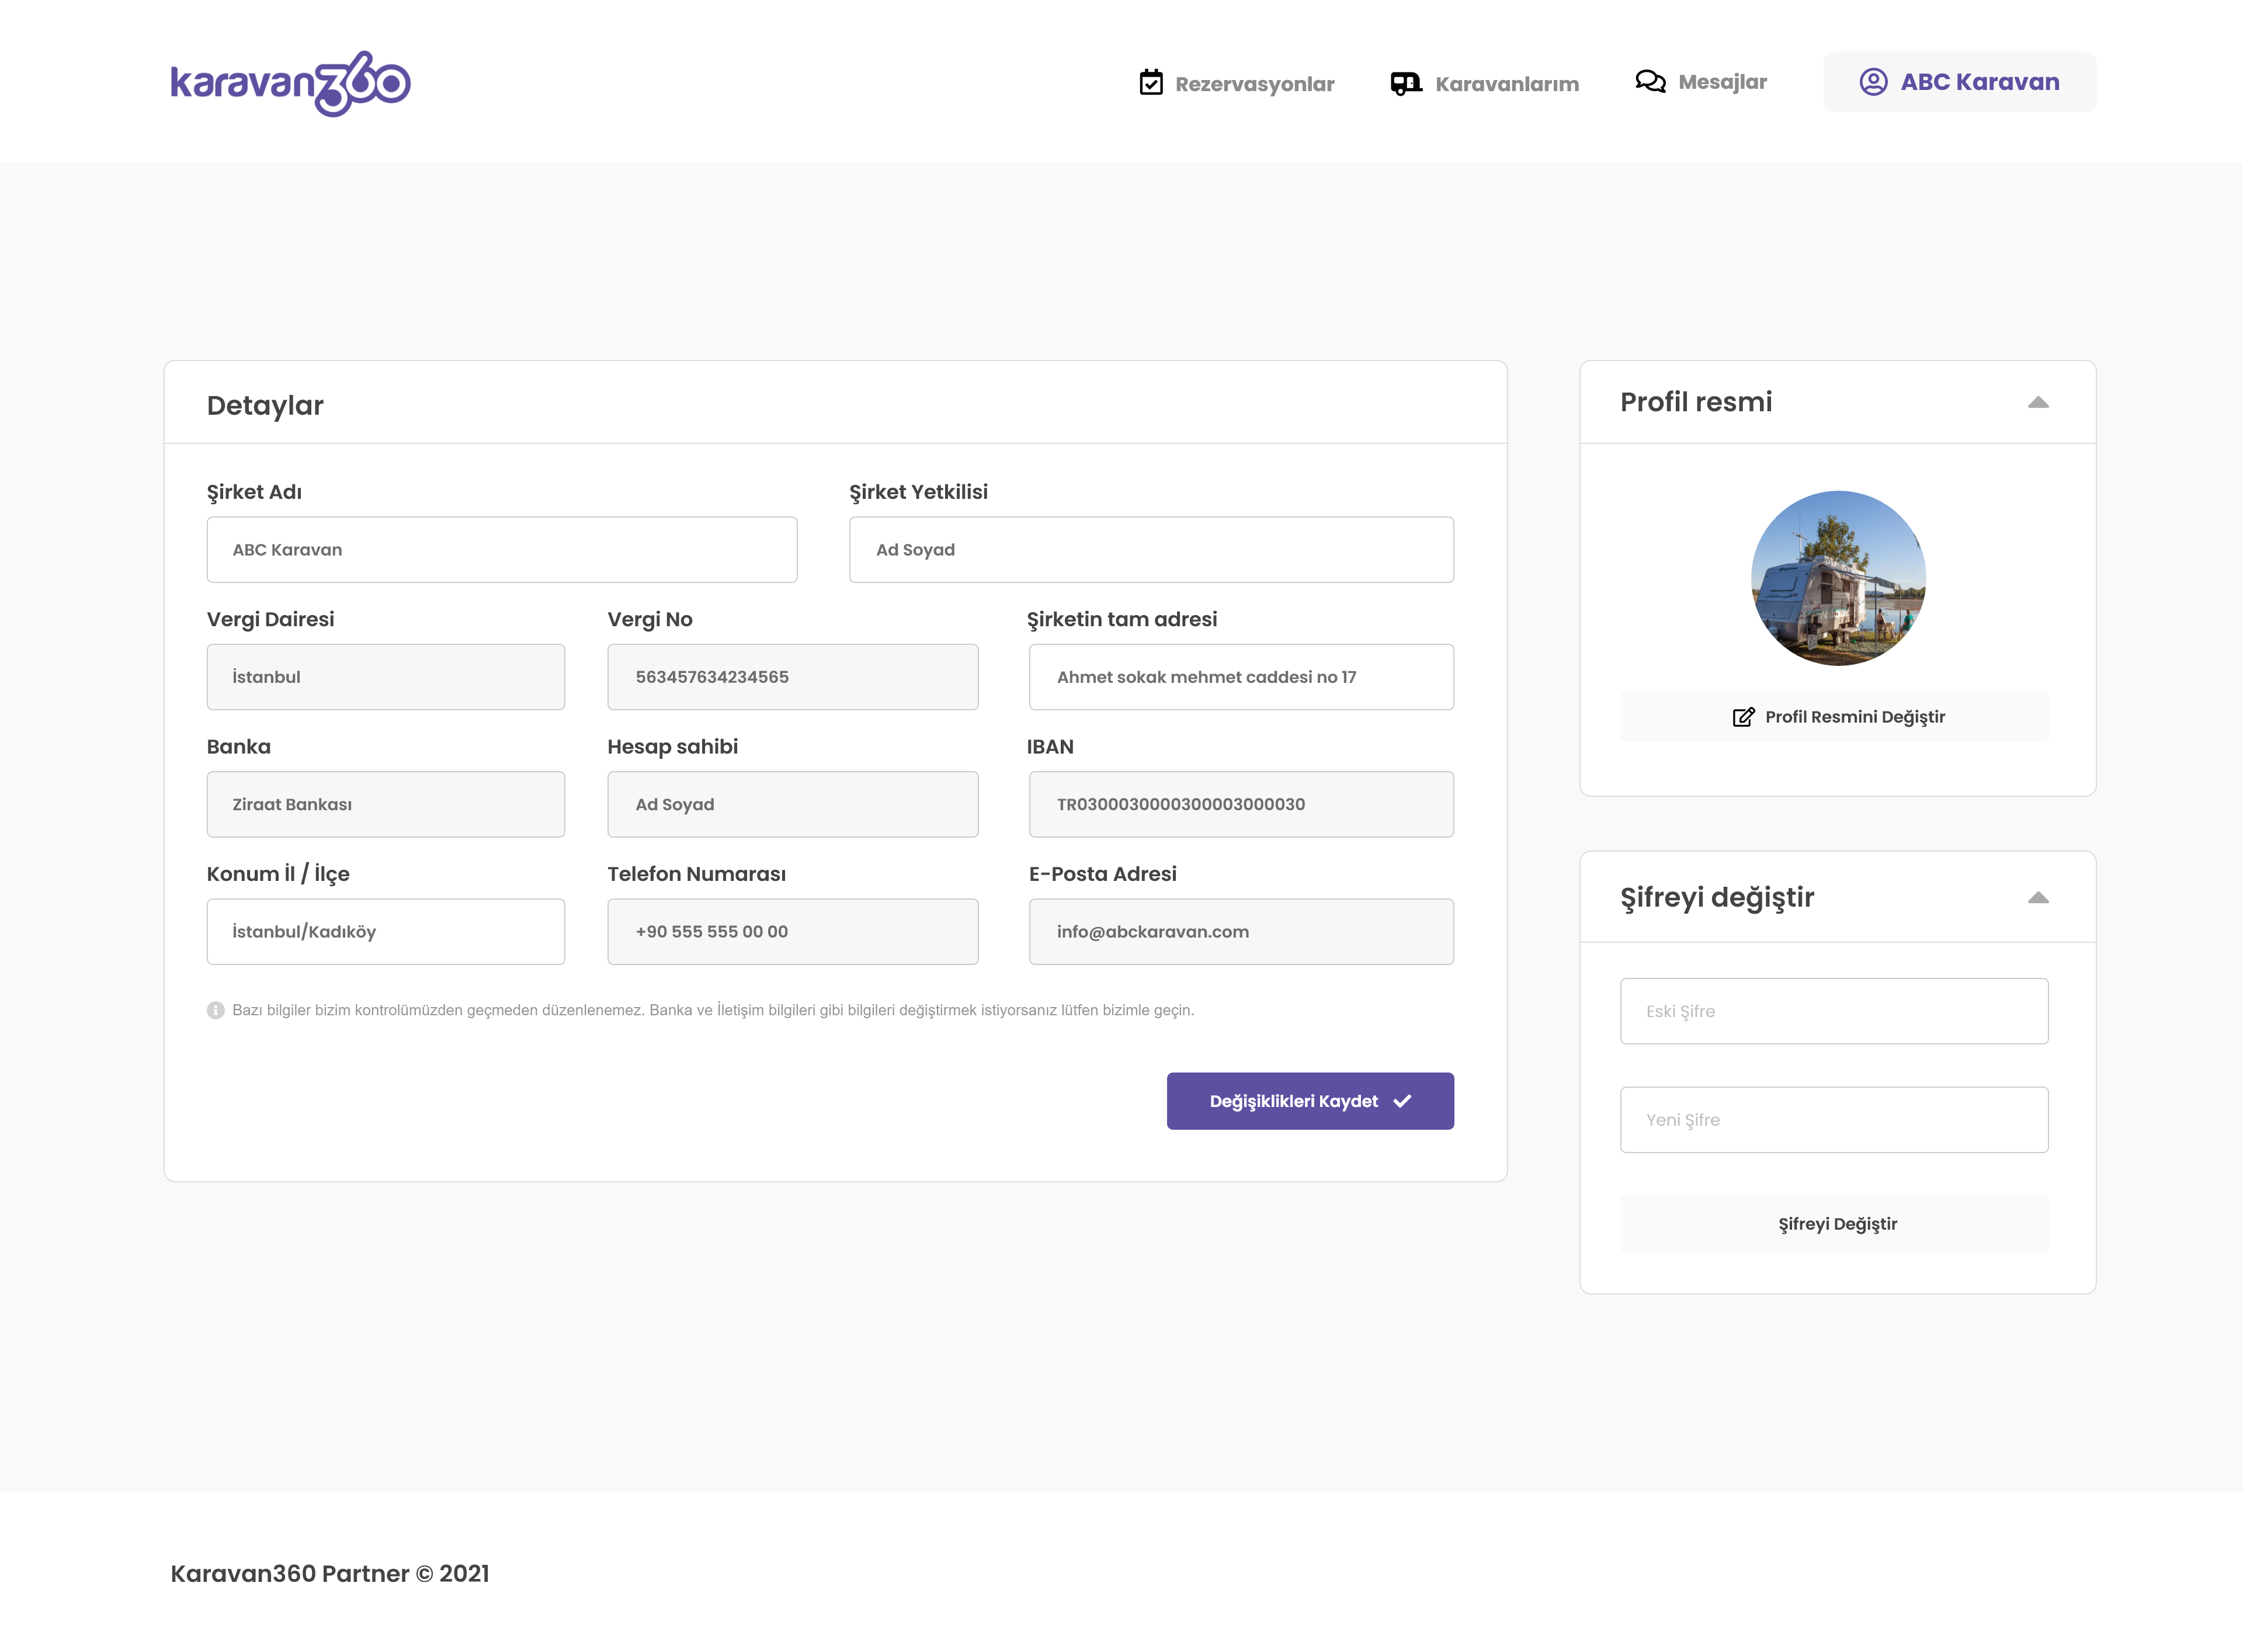 karavan360
Rezervasyonlar
Karavanlarım
Mesajlar
ABC Karavan
Detaylar
Şirket Adı
Şirket Yetkilisi
ABC Karavan
Ad Soyad
Vergi Dairesi
Vergi No
Şirketin tam adresi
İstanbul
563457634234565
Ahmet sokak mehmet caddesi no 17
Banka
Hesap sahibi
IBAN
Ziraat Bankası
Ad Soyad
TR0300030000300003000030
Konum İl / İlçe
Telefon Numarası
E-Posta Adresi
İstanbul/Kadıköy
+90 555 555 00 00
info@abckaravan.com
Bazı bilgiler bizim kontrolümüzden geçmeden düzenlenemez. Banka ve İletişim bilgileri gibi bilgileri değiştirmek istiyorsanız lütfen bizimle geçin.
Değişiklikleri Kaydet
Profil resmi
Profil Resmini Değiştir
Şifreyi değiştir
Eski Şifre
Yeni Şifre
Şifreyi Değiştir
Karavan360 Partner © 2021